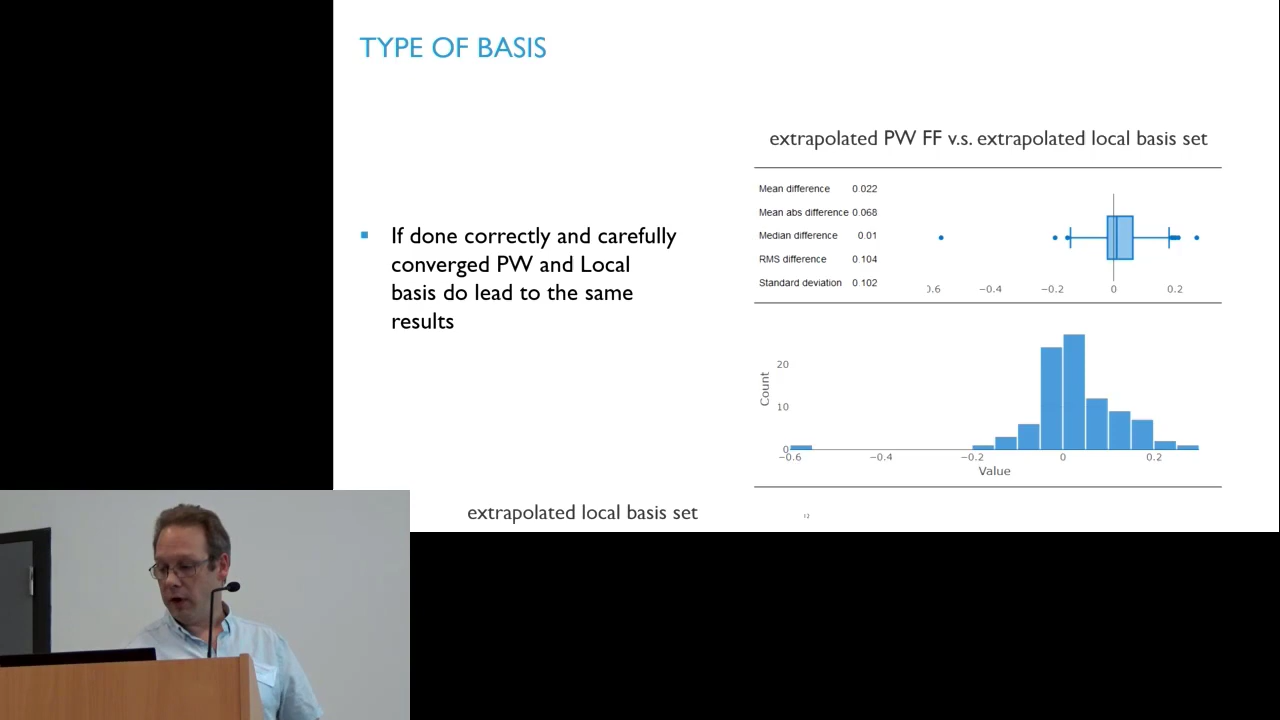 TYPE OF BASIS
If done correctly and carefully
converged PW and Local
basis do lead to the same
results
extrapolated PW FF v.s. extrapolated local basis set
Mean difference 0.022
Mean abs difference 0.068
Median difference 0.01
RMS difference 0.104
Standard deviation 0.102
0.6 −0.4 −0.2 0 0.2
Count
20
10
0
−0.6 −0.4 −0.2 0 0.2
Value
extrapolated local basis set
12